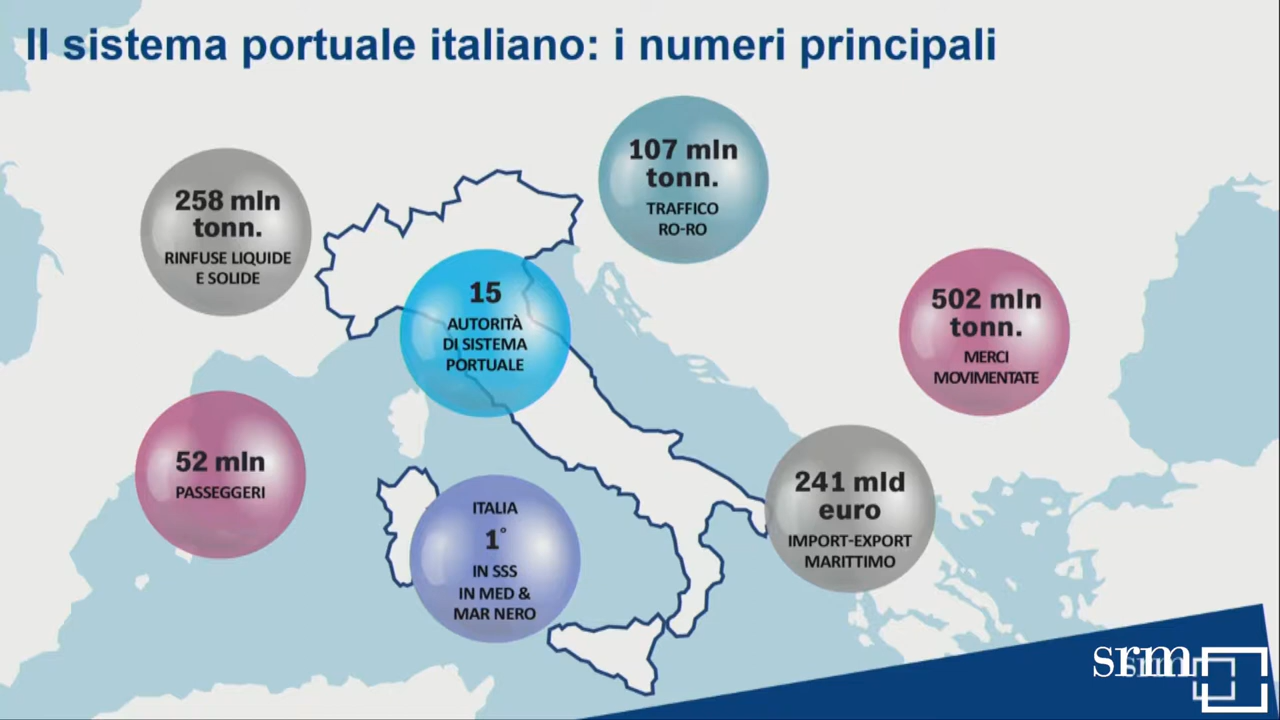 Il sistema portuale italiano: i numeri principali
107 mln
tonn.
TRAFFICO
RO-RO
258 mln
tonn.
RINFUSE LIQUIDE
E SOLIDE
15
AUTORITÀ
DI SISTEMA
PORTUALE
502 mln
tonn.
MERCI
MOVIMENTATE
52 mln
PASSEGGERI
ITALIA
1°
IN SSS
IN MED &
MAR NERO
241 mld
euro
IMPORT-EXPORT
MARITTIMO
srm
srm